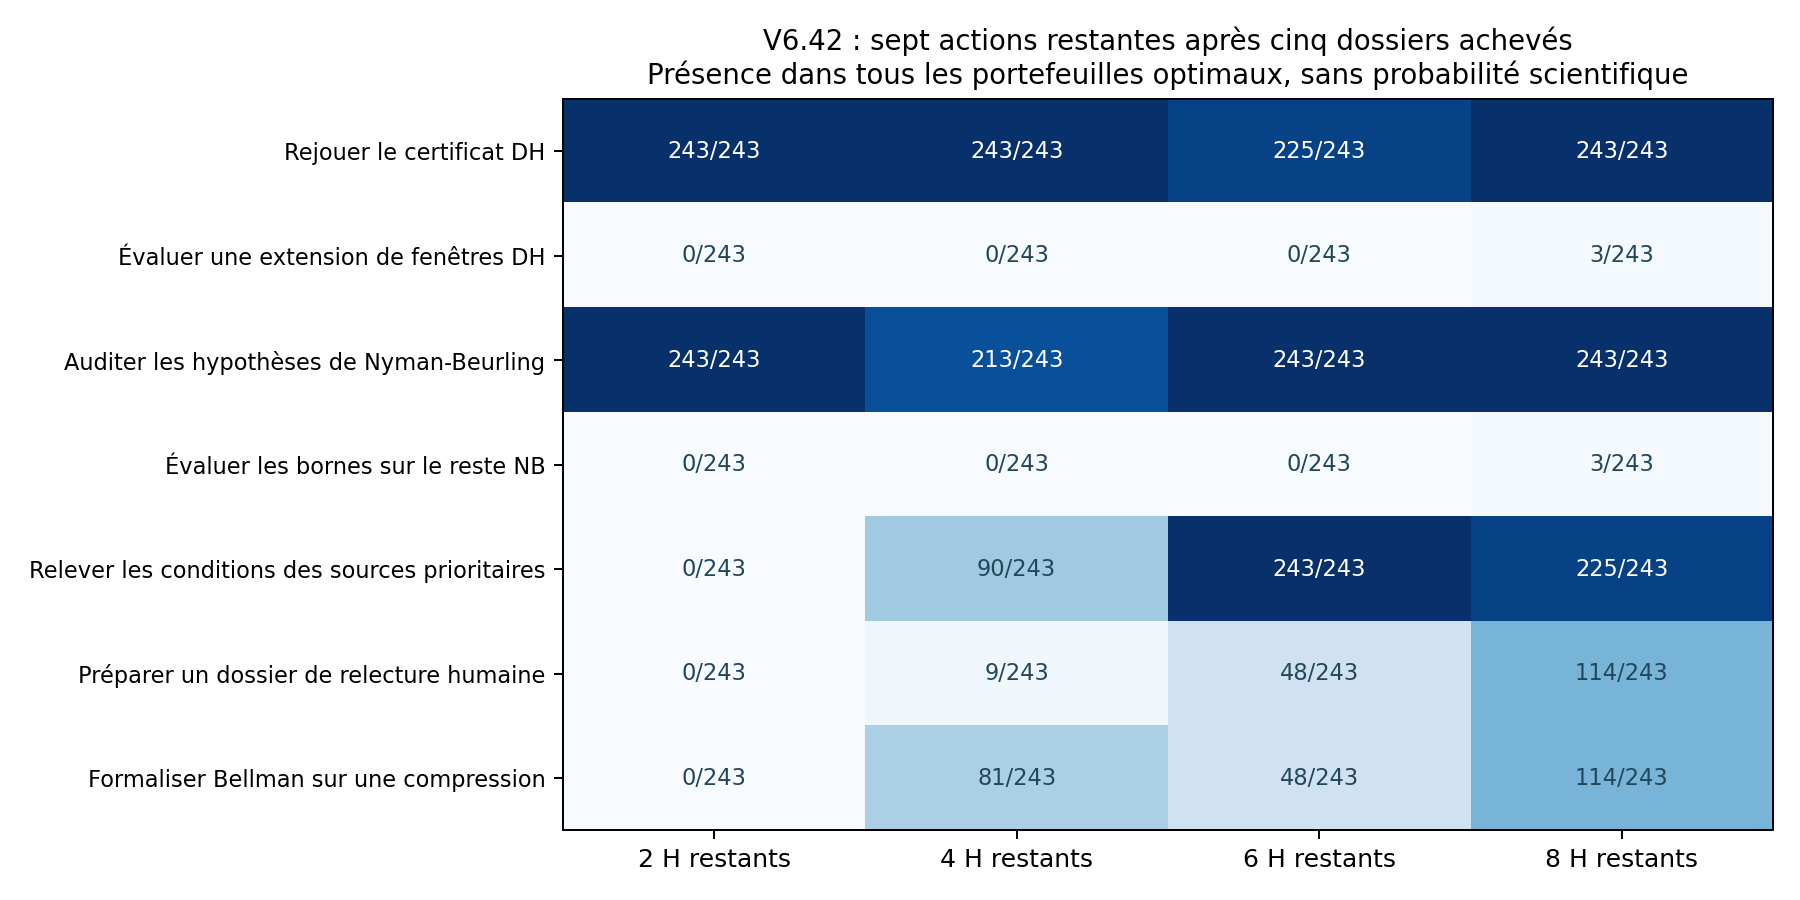 V6.42 : sept actions restantes après cinq dossiers achevés
Présence dans tous les portefeuilles optimaux, sans probabilité scientifique
Rejouer le certificat DH 243/243 243/243 225/243 243/243
Évaluer une extension de fenêtres DH 0/243 0/243 0/243 3/243
Auditer les hypothèses de Nyman-Beurling 243/243 213/243 243/243 243/243
Évaluer les bornes sur le reste NB 0/243 0/243 0/243 3/243
Relever les conditions des sources prioritaires 0/243 90/243 243/243 225/243
Préparer un dossier de relecture humaine 0/243 9/243 48/243 114/243
Formaliser Bellman sur une compression 0/243 81/243 48/243 114/243
2 H restants 4 H restants 6 H restants 8 H restants